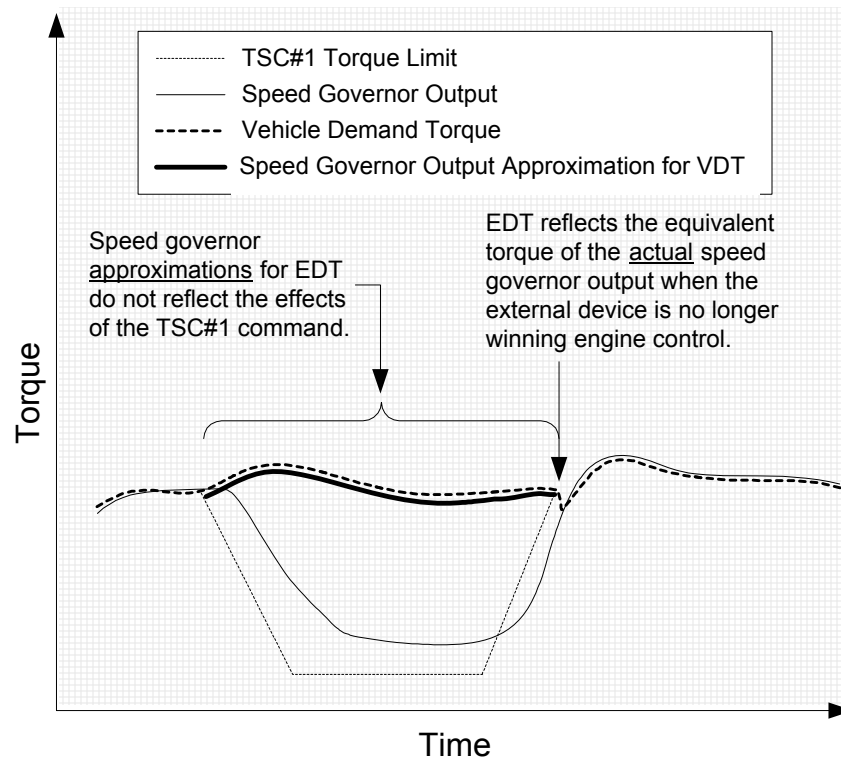 TSC#1 Torque Limit
Speed Governor Output
Vehicle Demand Torque
Speed Governor Output Approximation for VDT
Speed governor
approximations for EDT
do not reflect the effects
of the TSC#1 command.
EDT reflects the equivalent
torque of the actual speed
governor output when the
external device is no longer
winning engine control.
Torque
Time